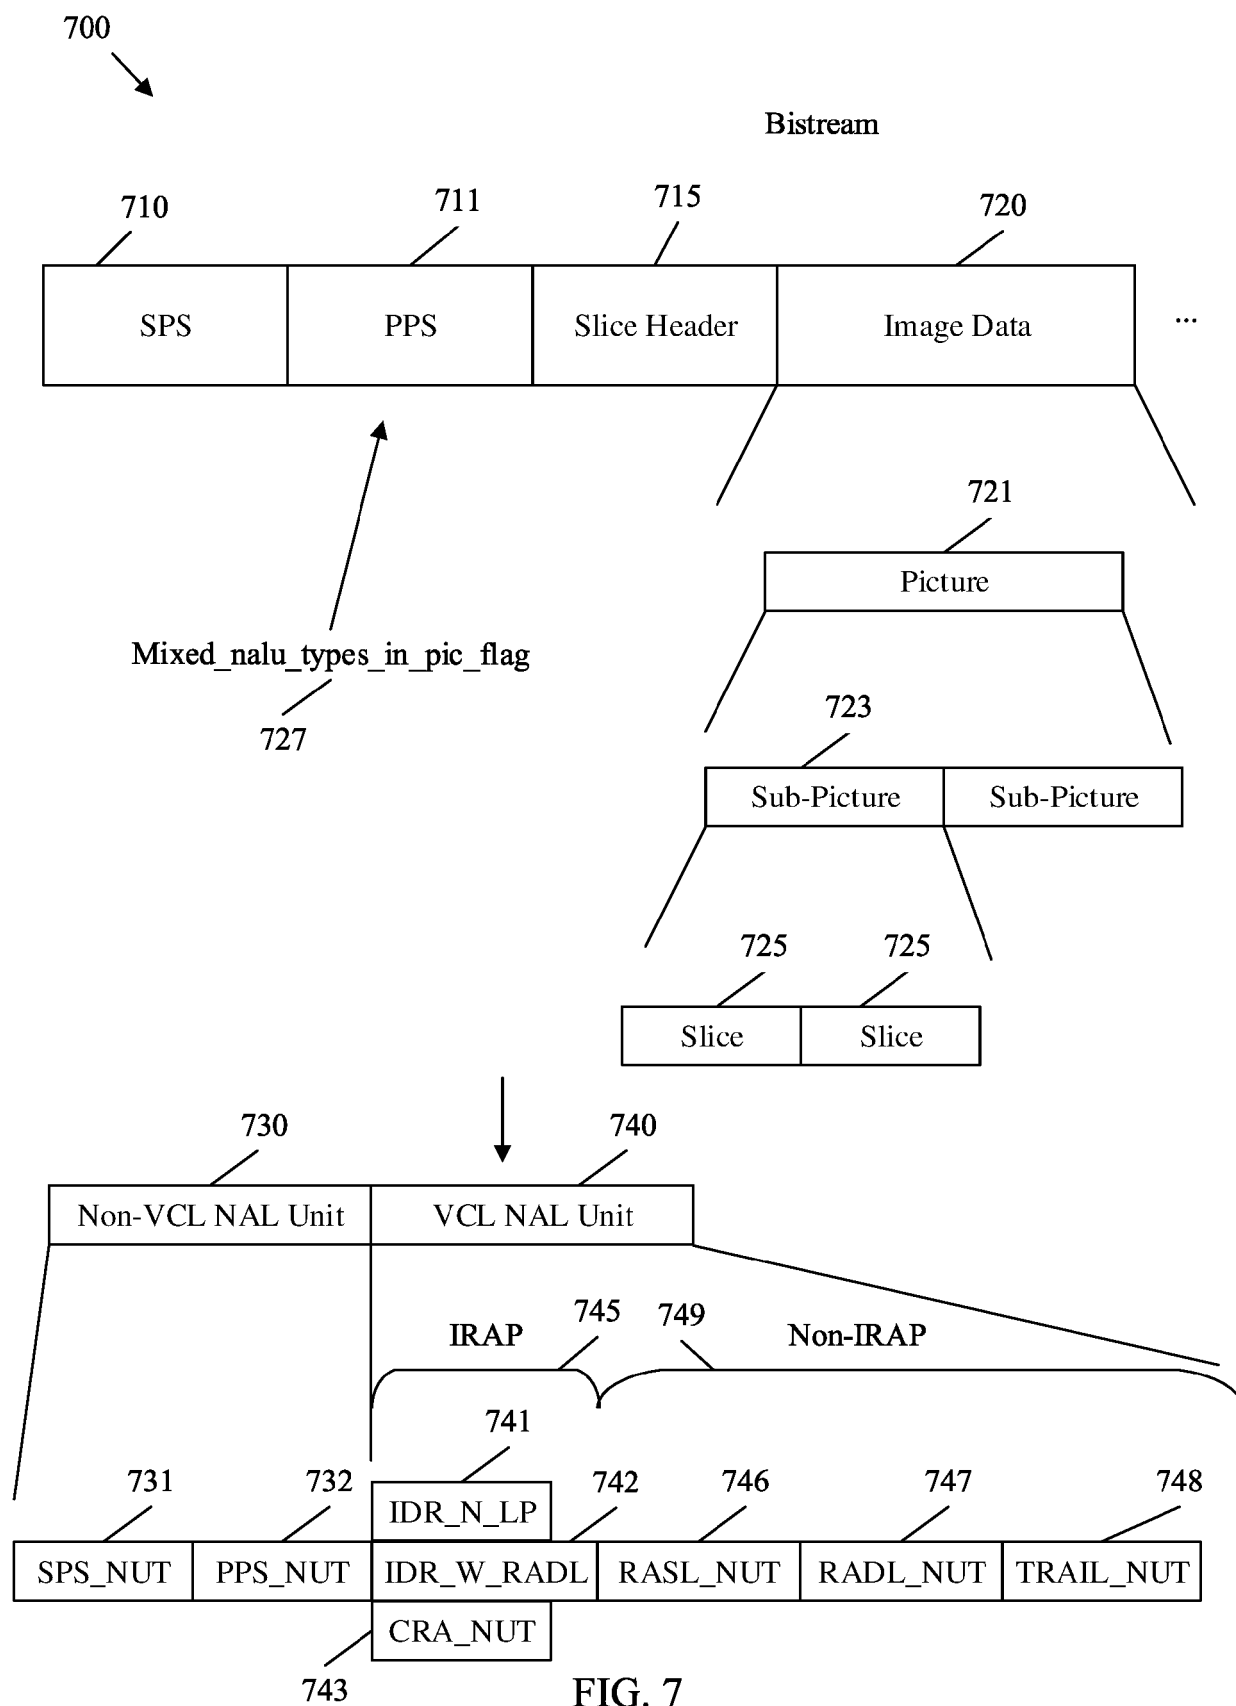 700
Bistream
710
711
715
720
SPS
PPS
Slice Header
Image Data
...
721
Picture
Mixed_nalu_types_in_pic_flag
727
723
Sub-Picture
Sub-Picture
725
725
Slice
Slice
730
740
Non-VCL NAL Unit
VCL NAL Unit
IRAP
745
749
Non-IRAP
741
731
732
IDR_N_LP
742
746
747
748
SPS_NUT
PPS_NUT
IDR_W_RADL
RASL_NUT
RADL_NUT
TRAIL_NUT
CRA_NUT
743
FIG. 7